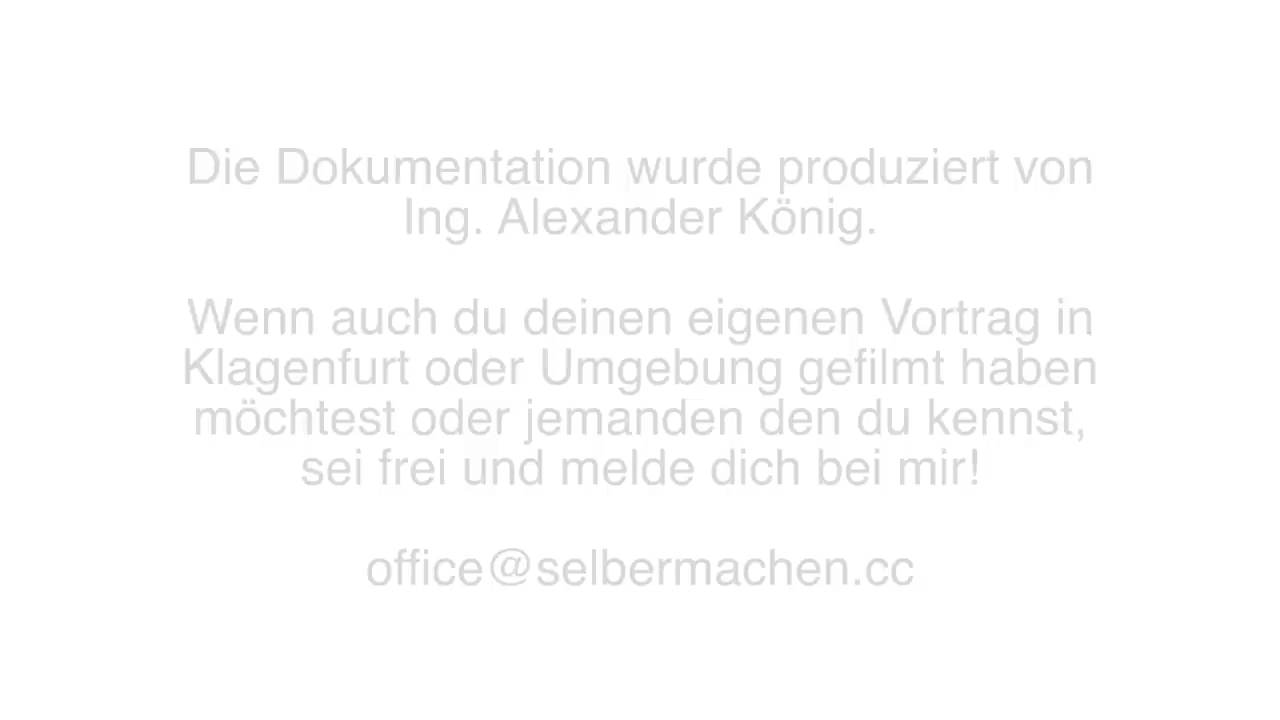 Die Dokumentation wurde produziert von
Ing. Alexander König.
Wenn auch du deinen eigenen Vortrag in
Klagenfurt oder Umgebung gefilmt haben
möchtest oder jemanden den du kennst,
sei frei und melde dich bei mir!
office@selbermachen.cc